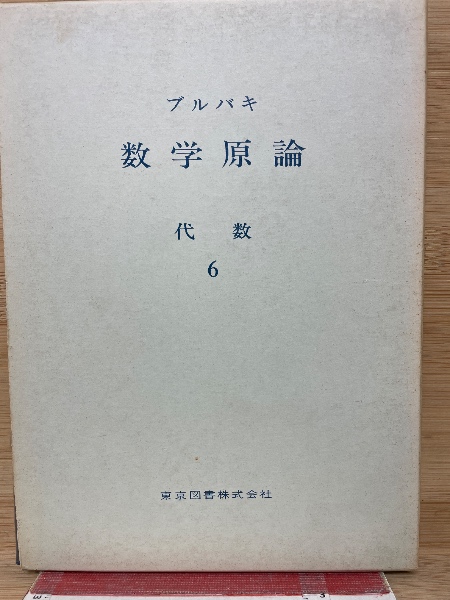 ブルバキ
数学原論
代数
6
東京図書株式会社